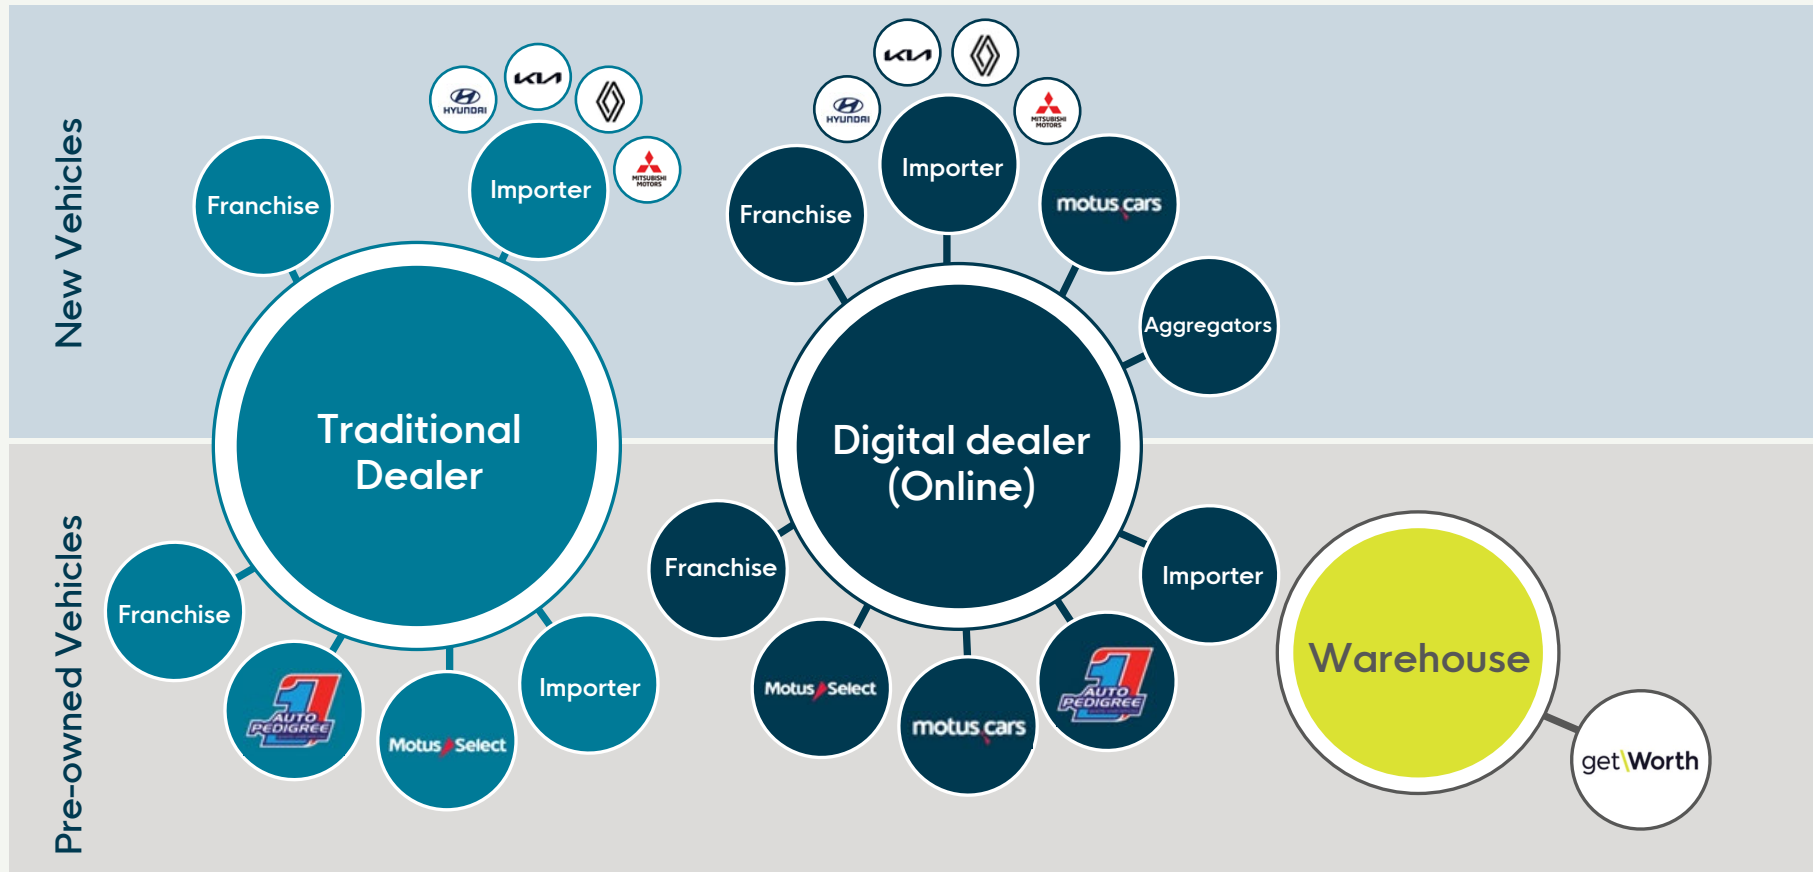 New Vehicles
HYUNDAI
KIA
MITSUBISHI
MOTORS
Franchise
Importer
HYUNDAI
KIA
MITSUBISHI
MOTORS
Franchise
Importer
motus cars
Aggregators
Traditional
Dealer
Digital dealer
(Online)
Pre-owned Vehicles
Franchise
1
AUTO
PEDIGREE
Motus Select
Importer
Franchise
Motus Select
motus cars
1
AUTO
PEDIGREE
Importer
Warehouse
get\Worth